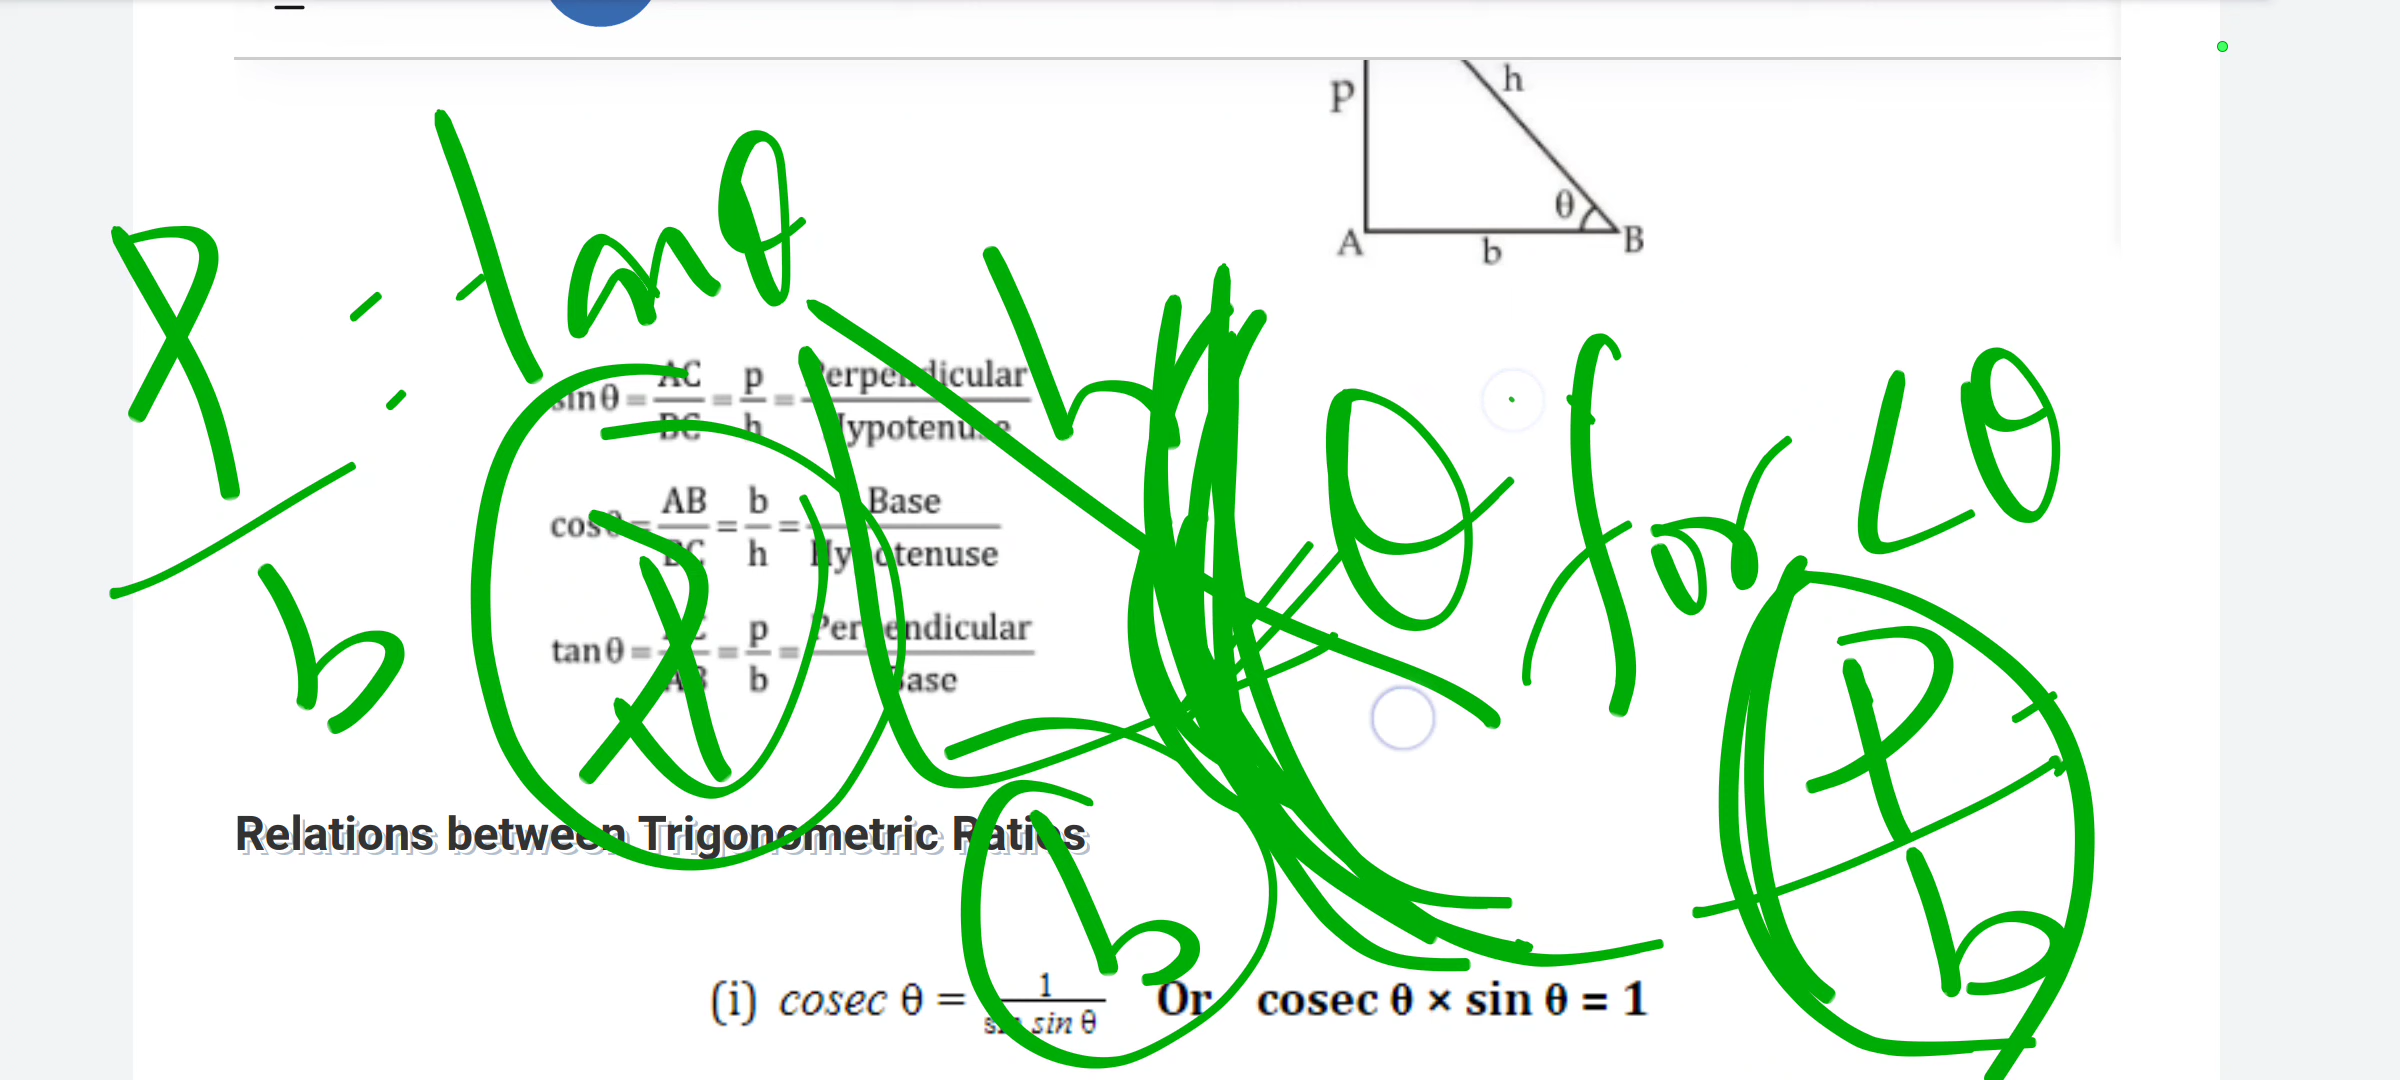 p h
θ
A b B
P/b = tanθ
sinθ = AC/BC = p/h = Perpendicular/Hypotenuse
h
θ for ∠θ
cosθ = AB/BC = b/h = Base/Hypotenuse
tanθ = AC/AB = p/b = Perpendicular/Base
P
P/b
Relations between Trigonometric Ratios
b
(i) cosec θ = 1/sin θ Or cosec θ × sin θ = 1